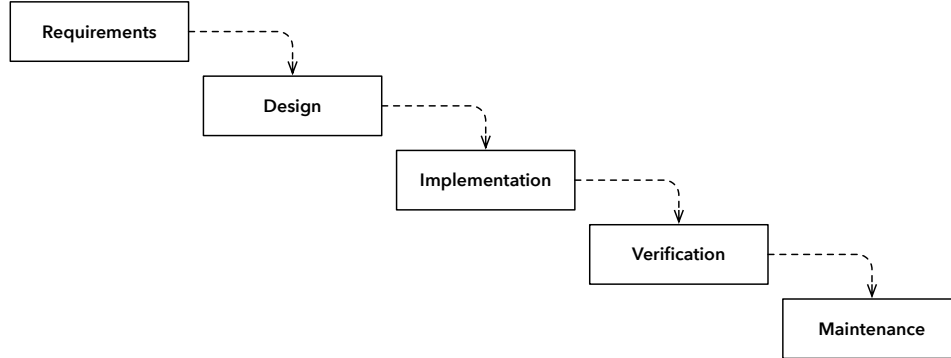 Requirements
Design
Implementation
Verification
Maintenance